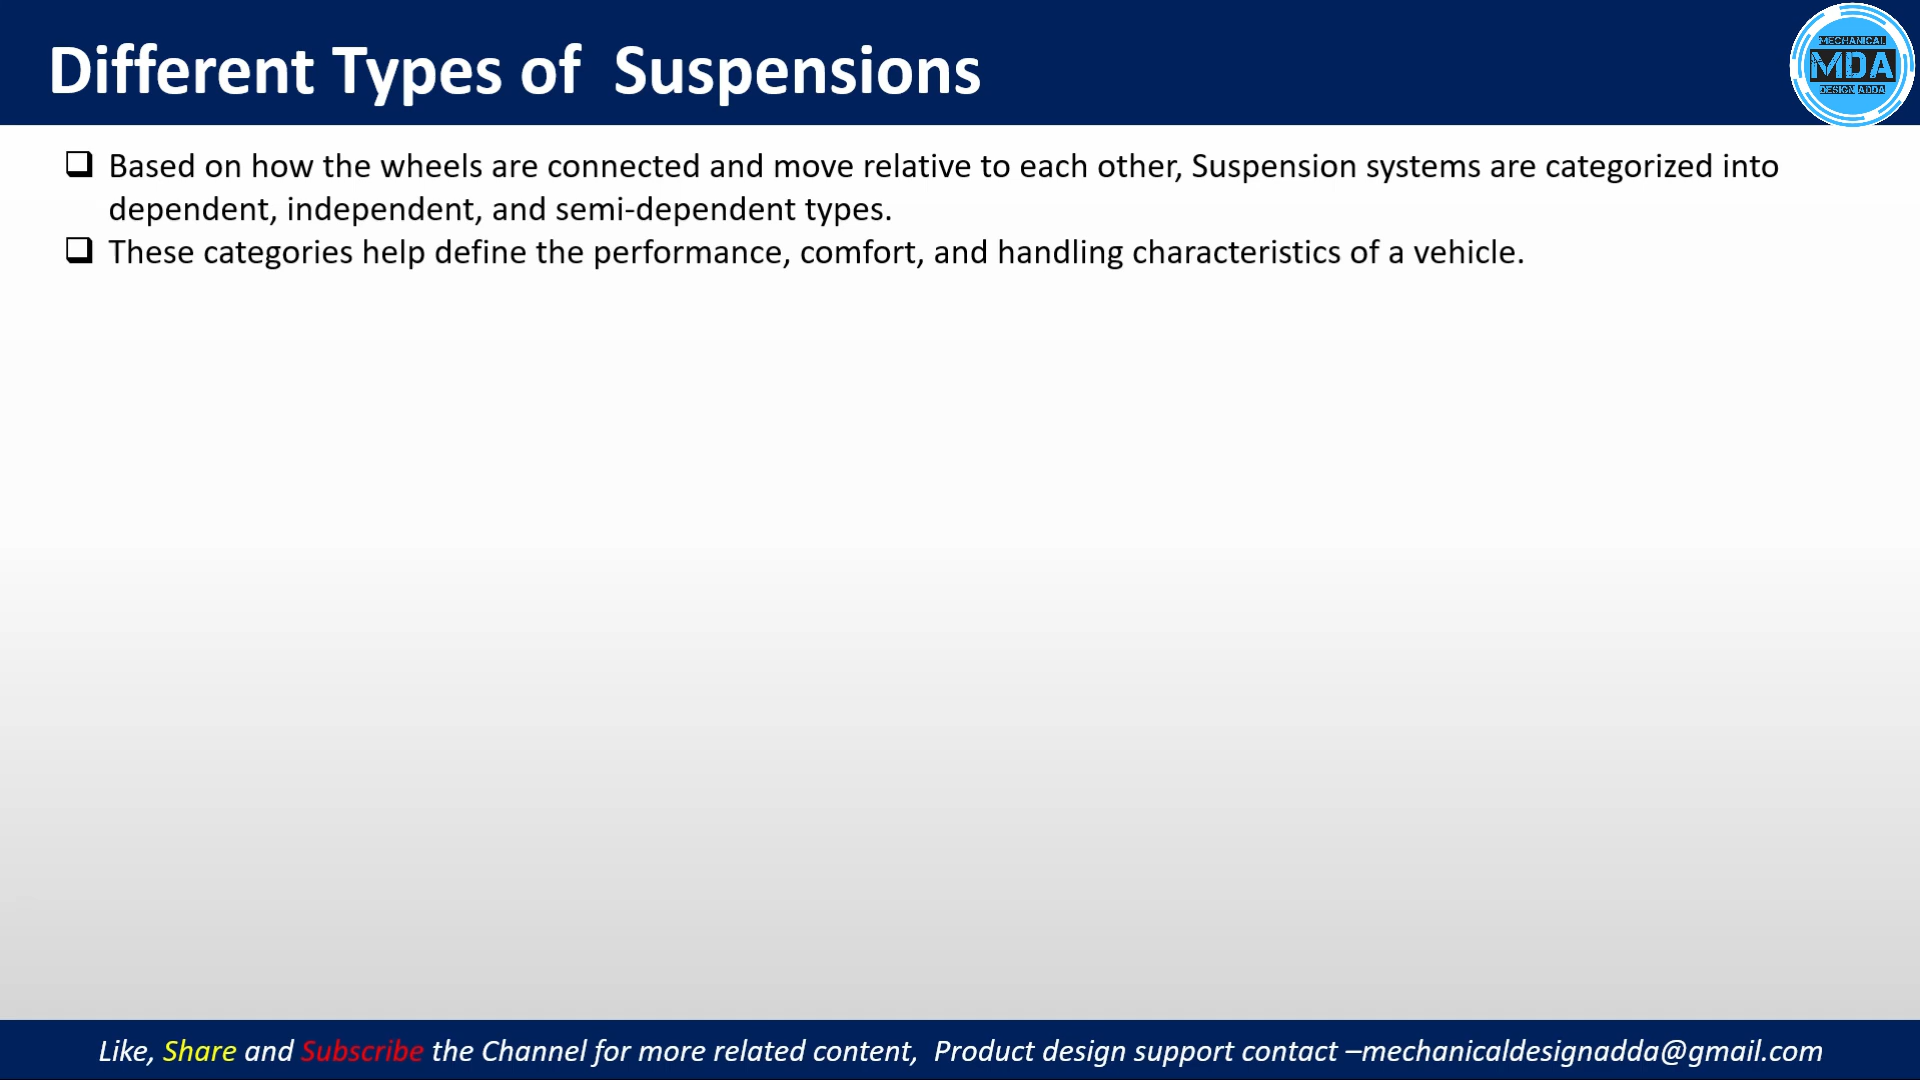 Different Types of  Suspensions
MECHANICAL
MDA
DESIGN ADDA
❑ Based on how the wheels are connected and move relative to each other, Suspension systems are categorized into
dependent, independent, and semi-dependent types.
❑ These categories help define the performance, comfort, and handling characteristics of a vehicle.
Like, Share and Subscribe the Channel for more related content,  Product design support contact –mechanicaldesignadda@gmail.com